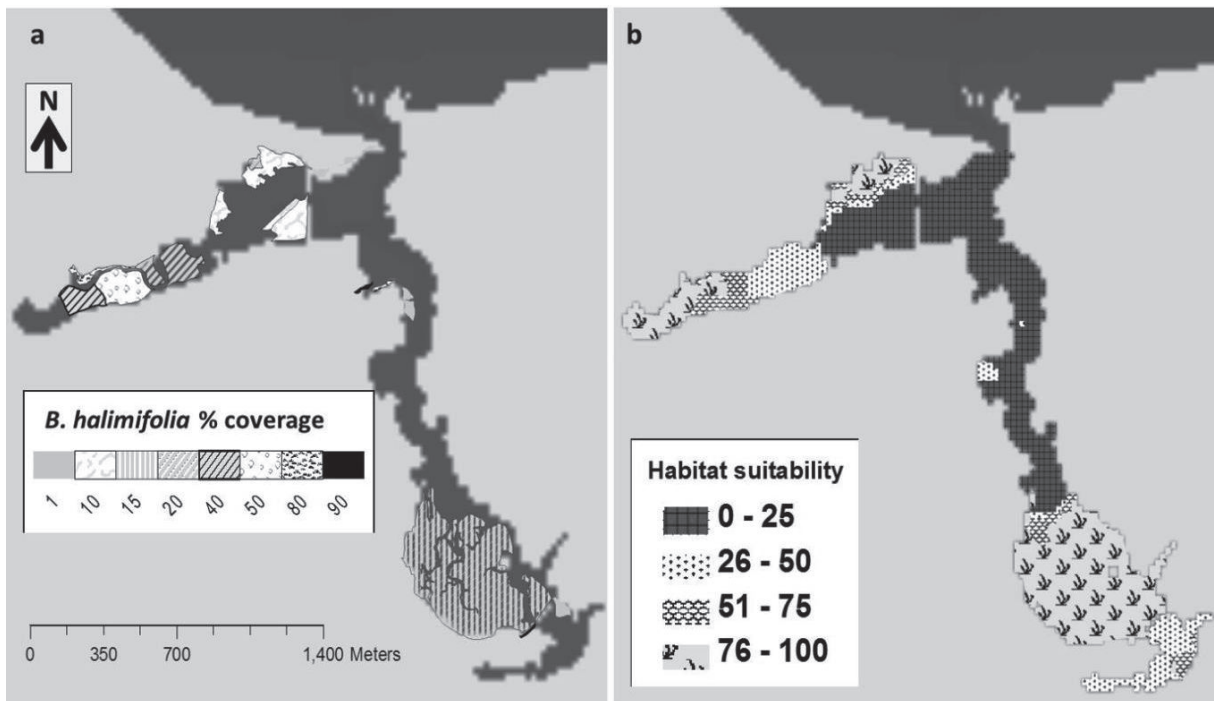 a
N
B. halimifolia % coverage
1 10 15 20 40 50 80 90
0 350 700 1,400 Meters
b
Habitat suitability
0 - 25
26 - 50
51 - 75
76 - 100